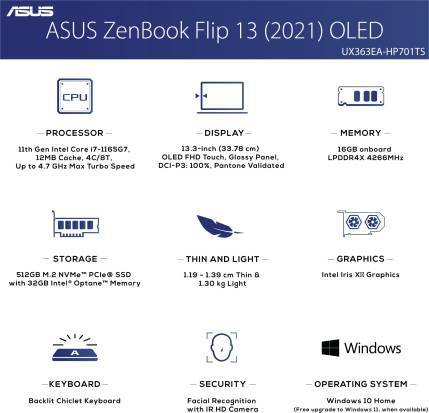 ASUS
ASUS ZenBook Flip 13 (2021) OLED
UX363EA-HP701TS
CPU
PROCESSOR
11th Gen Intel Core i7-1165G7,
12MB Cache, 4C/8T,
Up to 4.7 GHz Max Turbo Speed
DISPLAY
13.3-inch (33.78 cm)
OLED FHD Touch, Glossy Panel,
DCI-P3: 100%, Pantone Validated
MEMORY
16GB onboard
LPDDR4X 4266MHz
STORAGE
512GB M.2 NVMe™ PCIe® SSD
with 32GB Intel® Optane™ Memory
THIN AND LIGHT
1.19 - 1.39 cm Thin &
1.30 kg Light
GRAPHICS
Intel Iris Graphics
A
KEYBOARD
Backlit Chiclet Keyboard
SECURITY
Facial Recognition
with IR HD Camera
Windows
OPERATING SYSTEM
Windows 10 Home
(Free upgrade to Windows 11, when available)